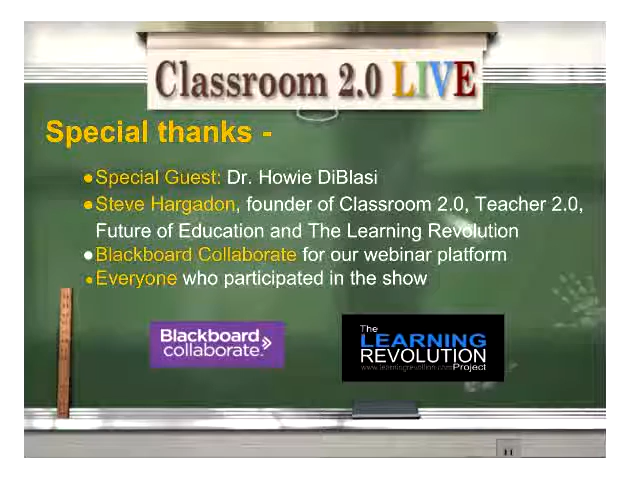 Classroom 2.0 LIVE
Special thanks -
●Special Guest: Dr. Howie DiBlasi
●Steve Hargadon, founder of Classroom 2.0, Teacher 2.0,
Future of Education and The Learning Revolution
●Blackboard Collaborate for our webinar platform
●Everyone who participated in the show
Blackboard
collaborate.
The
LEARNING
REVOLUTION
Project